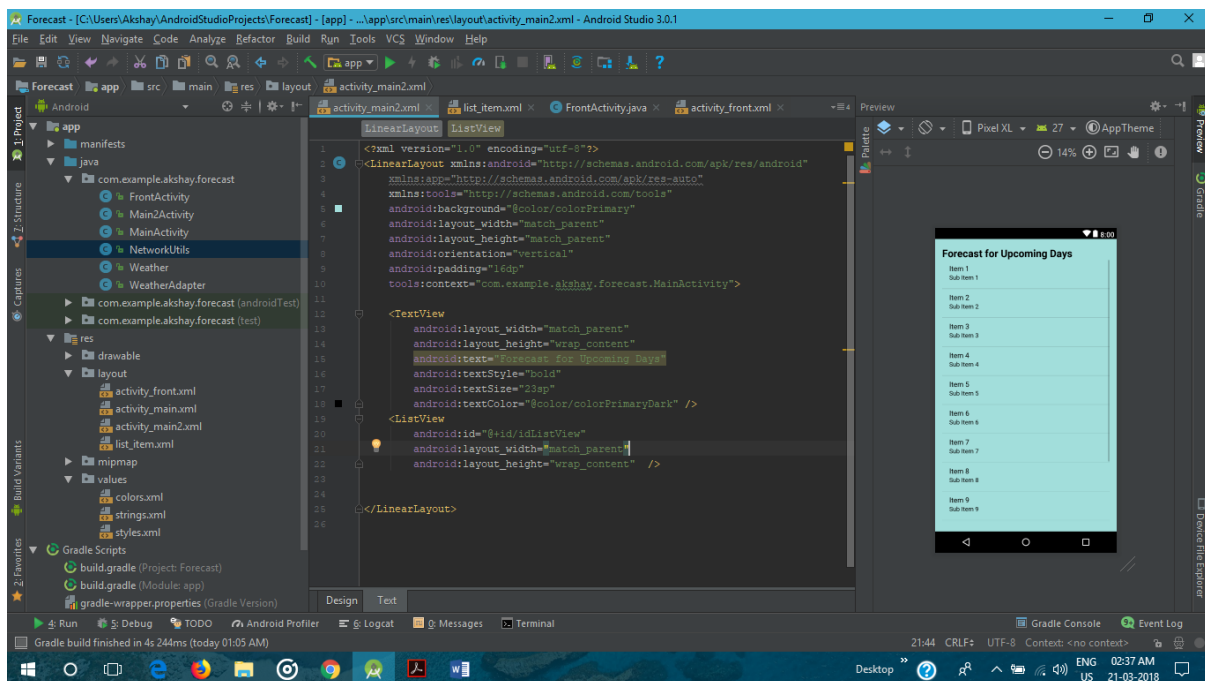 Forecast - [C:\Users\Akshay\AndroidStudioProjects\Forecast] - [app] - ...\app\src\main\res\layout\activity_main2.xml - Android Studio 3.0.1
File Edit View Navigate Code Analyze Refactor Build Run Tools VCS Window Help
app
Forecast app src main res layout activity_main2.xml
Android
activity_main2.xml list_item.xml FrontActivity.java activity_front.xml
Preview
1: Project
Z: Structure
Captures
Build Variants
2: Favorites
app
manifests
java
com.example.akshay.forecast
FrontActivity
Main2Activity
MainActivity
NetworkUtils
Weather
WeatherAdapter
com.example.akshay.forecast (androidTest)
com.example.akshay.forecast (test)
res
drawable
layout
activity_front.xml
activity_main.xml
activity_main2.xml
list_item.xml
mipmap
values
colors.xml
strings.xml
styles.xml
Gradle Scripts
build.gradle (Project: Forecast)
build.gradle (Module: app)
gradle-wrapper.properties (Gradle Version)
LinearLayout ListView
1 <?xml version="1.0" encoding="utf-8"?>
2 <LinearLayout xmlns:android="http://schemas.android.com/apk/res/android"
3 xmlns:app="http://schemas.android.com/apk/res-auto"
4 xmlns:tools="http://schemas.android.com/tools"
5 android:background="@color/colorPrimary"
6 android:layout_width="match_parent"
7 android:layout_height="match_parent"
8 android:orientation="vertical"
9 android:padding="16dp"
10 tools:context="com.example.akshay.forecast.MainActivity">
11
12 <TextView
13 android:layout_width="match_parent"
14 android:layout_height="wrap_content"
15 android:text="Forecast for Upcoming Days"
16 android:textStyle="bold"
17 android:textSize="23sp"
18 android:textColor="@color/colorPrimaryDark" />
19 <ListView
20 android:id="@+id/idListView"
21 android:layout_width="match_parent"
22 android:layout_height="wrap_content" />
23
24
25 </LinearLayout>
26
Design Text
Palette
Pixel XL 27 AppTheme
14%
8:00
Forecast for Upcoming Days
Item 1
Sub Item 1
Item 2
Sub Item 2
Item 3
Sub Item 3
Item 4
Sub Item 4
Item 5
Sub Item 5
Item 6
Sub Item 6
Item 7
Sub Item 7
Item 8
Sub Item 8
Item 9
Sub Item 9
Preview
Gradle
Device File Explorer
4: Run 5: Debug TODO Android Profiler 6: Logcat 0: Messages Terminal Gradle Console Event Log
Gradle build finished in 4s 244ms (today 01:05 AM) 21:44 CRLF÷ UTF-8 Context: <no context>
Desktop » ENG 02:37 AM
US 21-03-2018